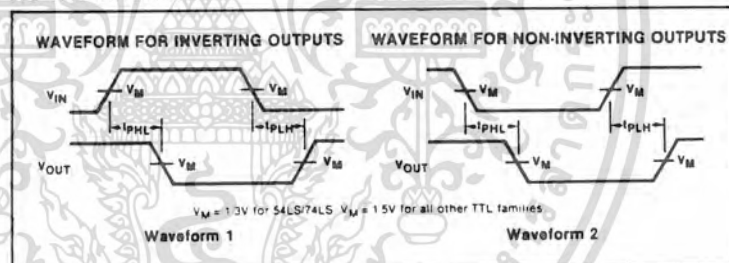 WAVEFORM FOR INVERTING OUTPUTS
WAVEFORM FOR NON-INVERTING OUTPUTS
VIN
VM
VM
tPHL
tPLH
VOUT
VM
VM
VIN
VM
VM
tPHL
tPLH
VOUT
VM
VM
VM = 1.3V for 54LS/74LS VM = 1.5V for all other TTL families
Waveform 1
Waveform 2